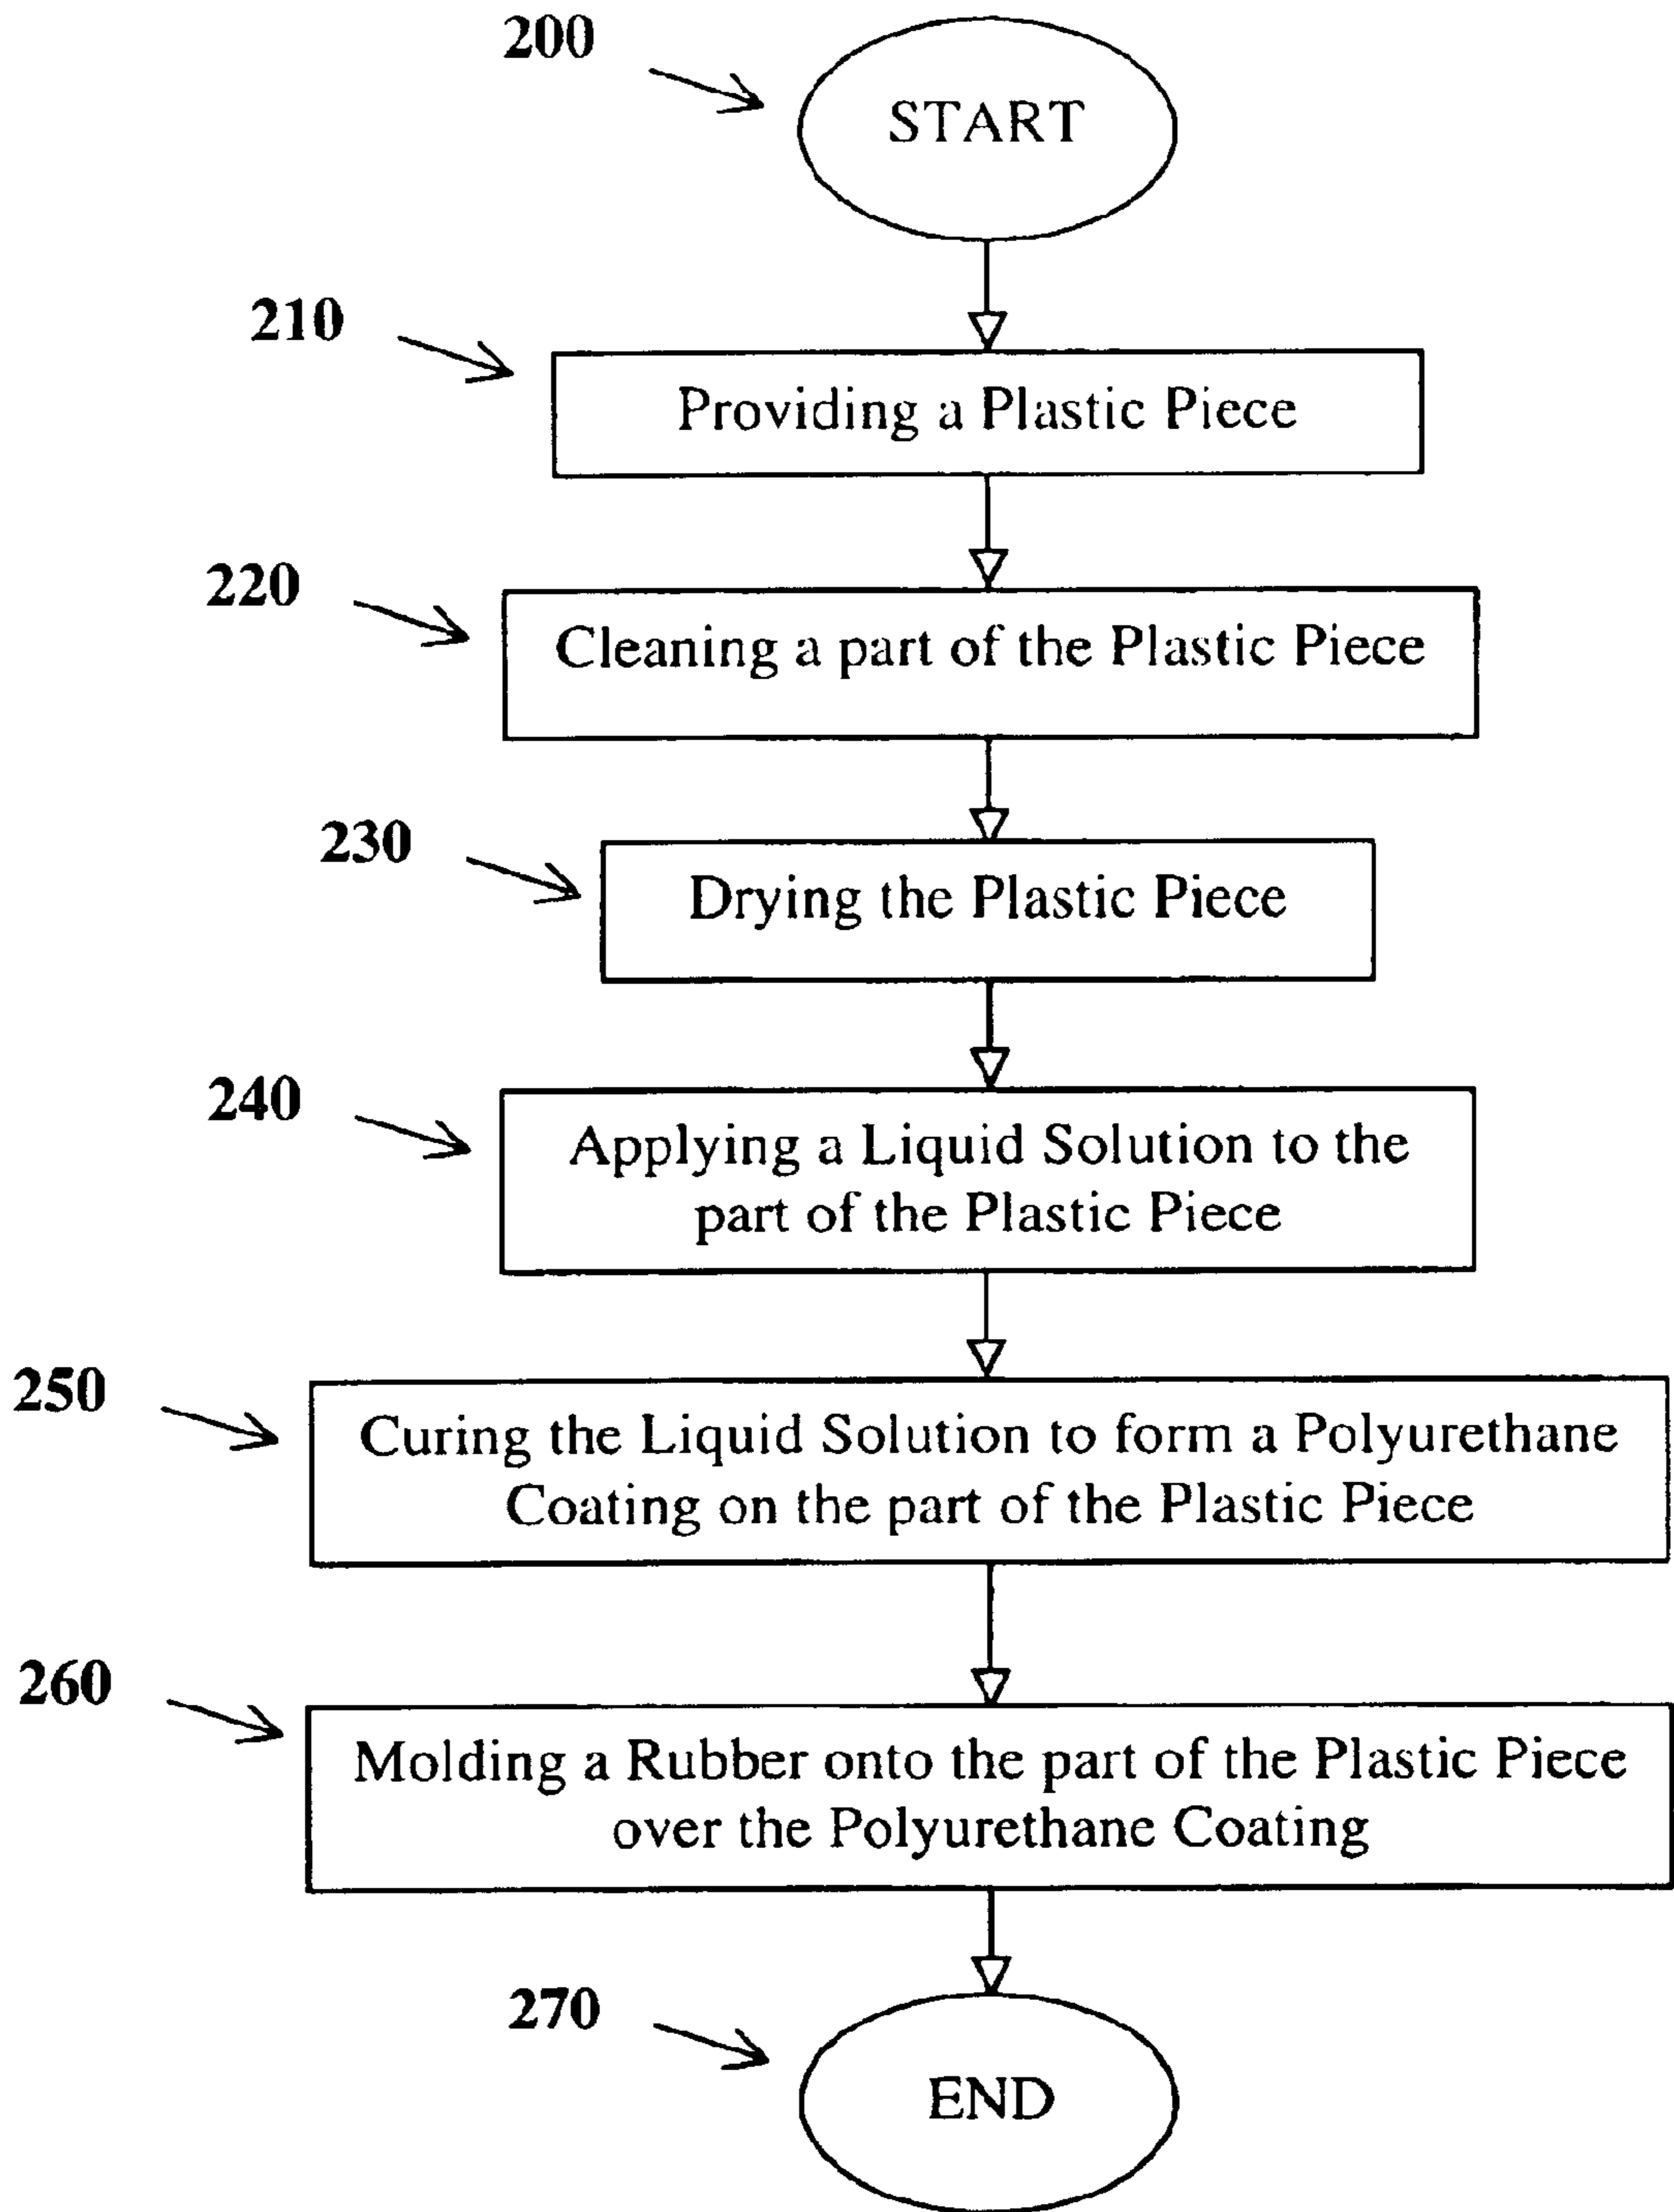 200
START
210
Providing a Plastic Piece
220
Cleaning a part of the Plastic Piece
230
Drying the Plastic Piece
240
Applying a Liquid Solution to the
part of the Plastic Piece
250
Curing the Liquid Solution to form a Polyurethane
Coating on the part of the Plastic Piece
260
Molding a Rubber onto the part of the Plastic Piece
over the Polyurethane Coating
270
END